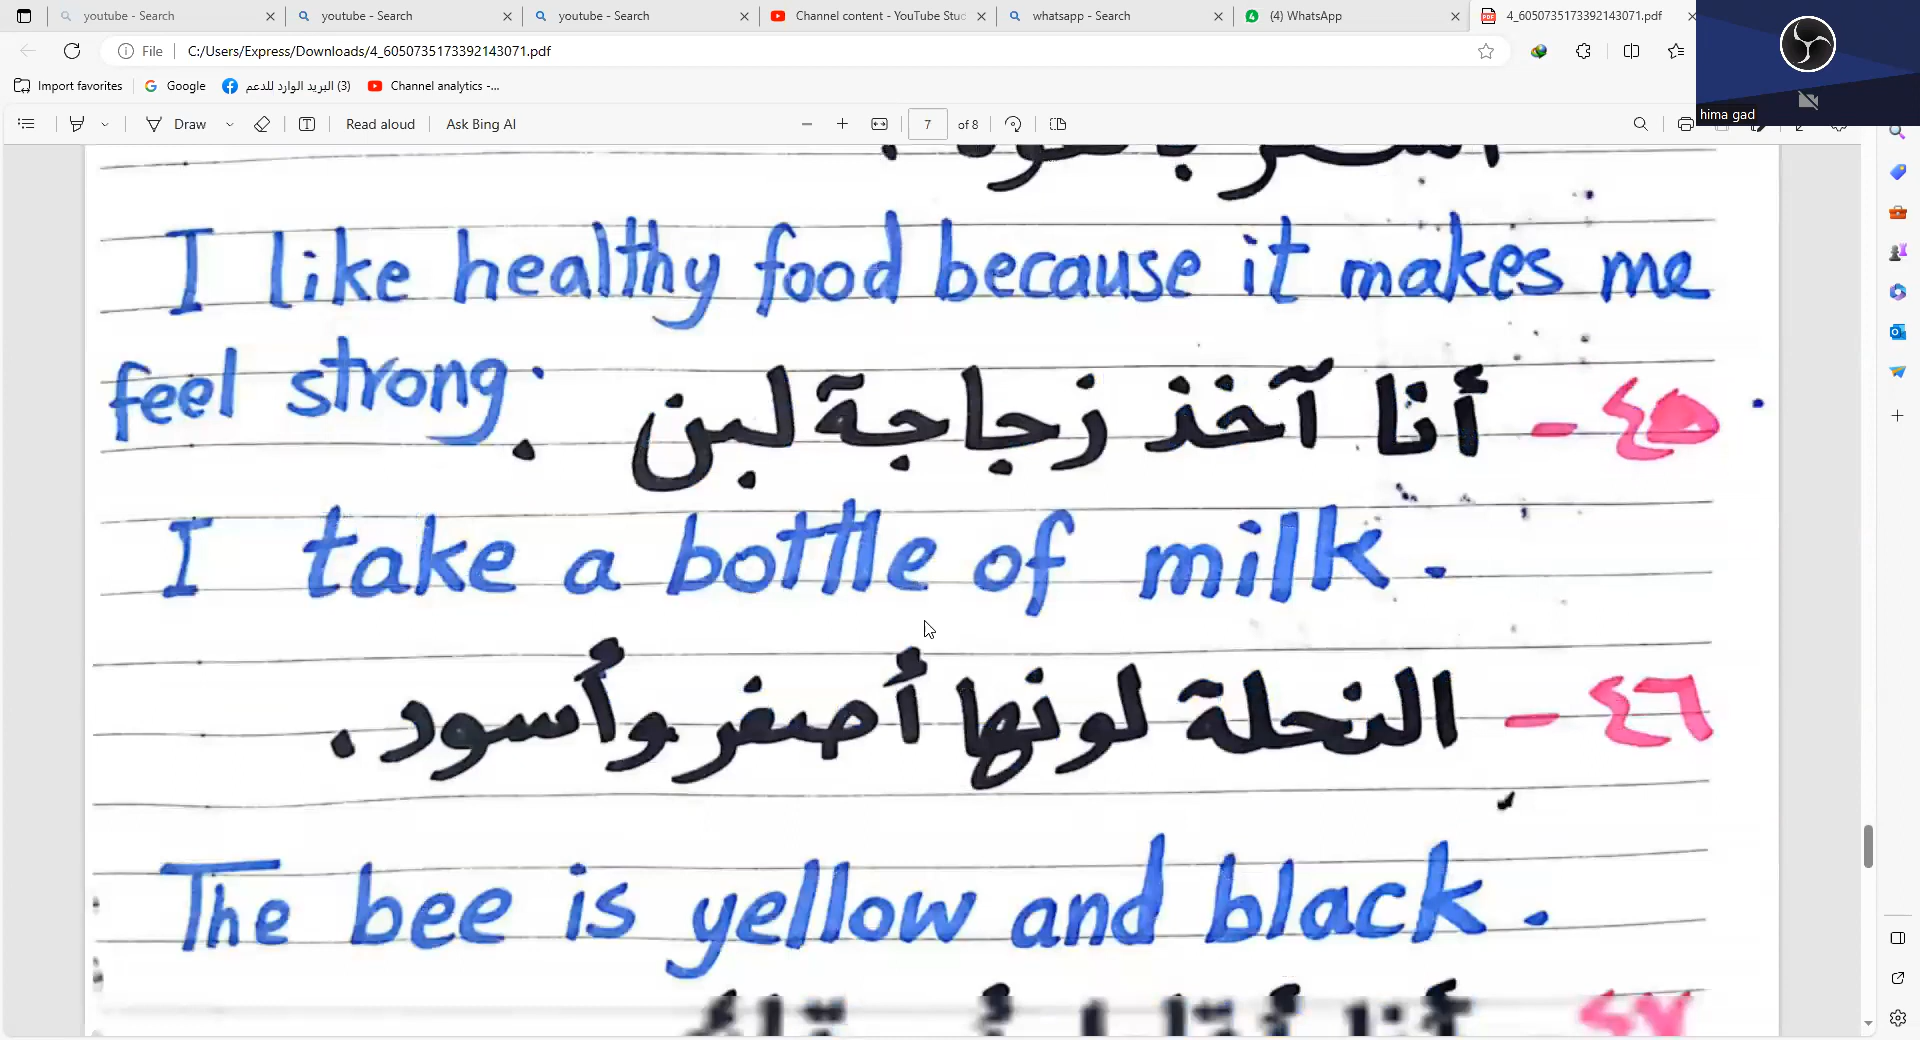 youtube - Search
youtube - Search
youtube - Search
Channel content - YouTube Stud
whatsapp - Search
(4) WhatsApp
4_6050735173392143071.pdf
File C:/Users/Express/Downloads/4_6050735173392143071.pdf
Import favorites Google (3) البريد الوارد للدعم Channel analytics -...
hima gad
Draw Read aloud Ask Bing AI 7 of 8
I like healthy food because it makes me
feel strong.
٤٥ - أنا آخذ زجاجة لبن .
I take a bottle of milk.
٤٦ - النحلة لونها أصفر وأسود .
The bee is yellow and black.
٤٧